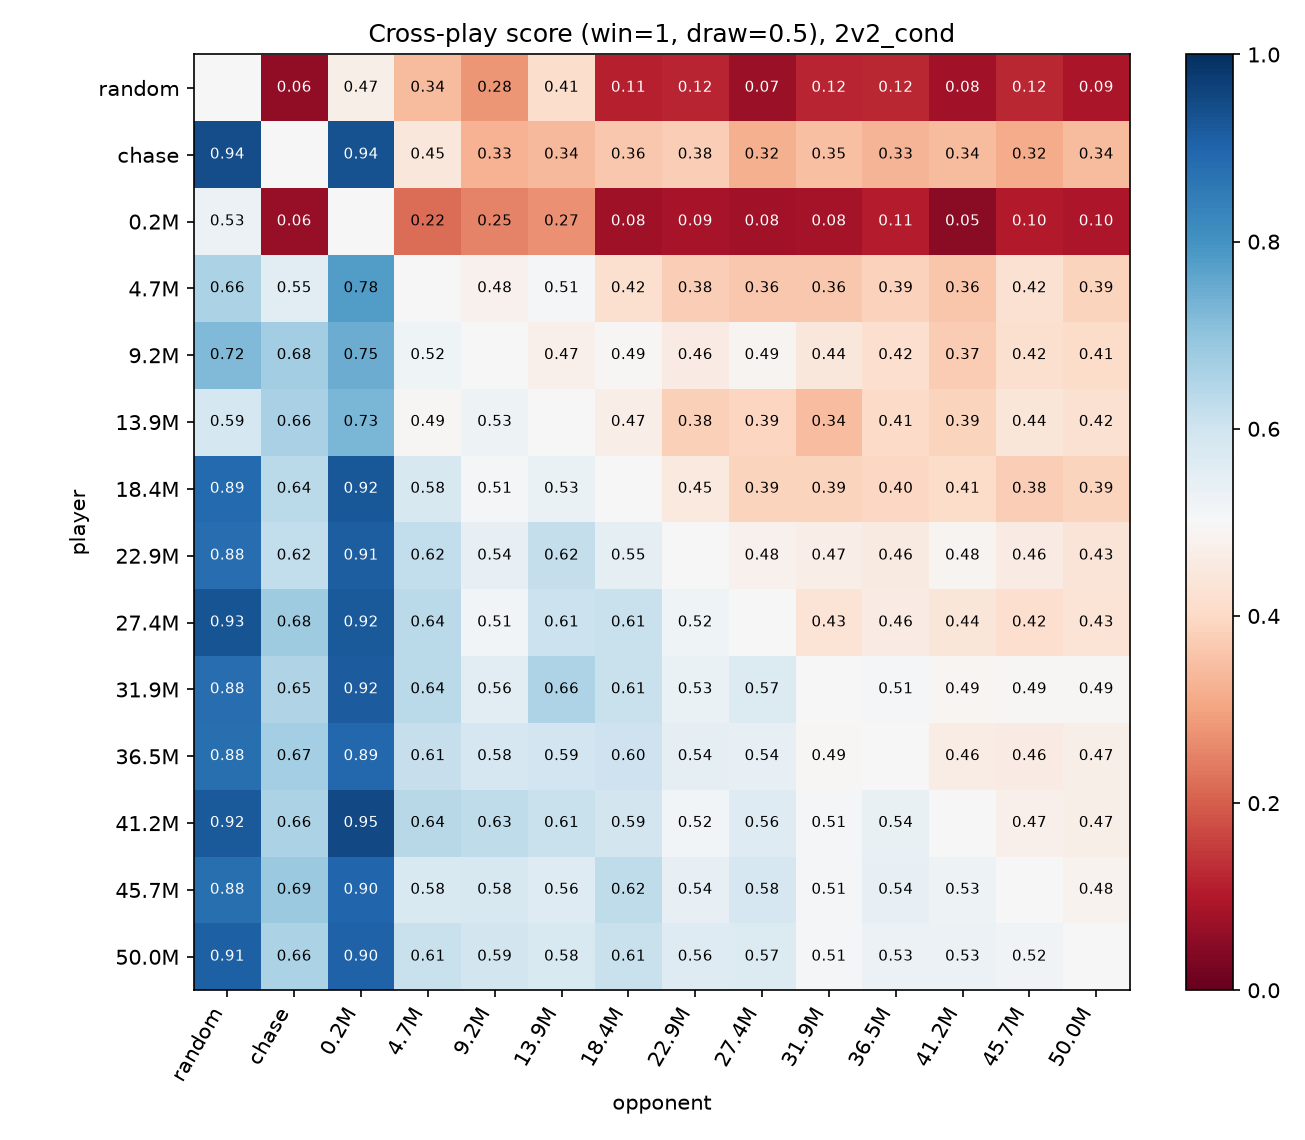 Cross-play score (win=1, draw=0.5), 2v2_cond
random 0.06 0.47 0.34 0.28 0.41 0.11 0.12 0.07 0.12 0.12 0.08 0.12 0.09
chase 0.94 0.94 0.45 0.33 0.34 0.36 0.38 0.32 0.35 0.33 0.34 0.32 0.34
0.2M 0.53 0.06 0.22 0.25 0.27 0.08 0.09 0.08 0.08 0.11 0.05 0.10 0.10
4.7M 0.66 0.55 0.78 0.48 0.51 0.42 0.38 0.36 0.36 0.39 0.36 0.42 0.39
9.2M 0.72 0.68 0.75 0.52 0.47 0.49 0.46 0.49 0.44 0.42 0.37 0.42 0.41
13.9M 0.59 0.66 0.73 0.49 0.53 0.47 0.38 0.39 0.34 0.41 0.39 0.44 0.42
18.4M 0.89 0.64 0.92 0.58 0.51 0.53 0.45 0.39 0.39 0.40 0.41 0.38 0.39
22.9M 0.88 0.62 0.91 0.62 0.54 0.62 0.55 0.48 0.47 0.46 0.48 0.46 0.43
27.4M 0.93 0.68 0.92 0.64 0.51 0.61 0.61 0.52 0.43 0.46 0.44 0.42 0.43
31.9M 0.88 0.65 0.92 0.64 0.56 0.66 0.61 0.53 0.57 0.51 0.49 0.49 0.49
36.5M 0.88 0.67 0.89 0.61 0.58 0.59 0.60 0.54 0.54 0.49 0.46 0.46 0.47
41.2M 0.92 0.66 0.95 0.64 0.63 0.61 0.59 0.52 0.56 0.51 0.54 0.47 0.47
45.7M 0.88 0.69 0.90 0.58 0.58 0.56 0.62 0.54 0.58 0.51 0.54 0.53 0.48
50.0M 0.91 0.66 0.90 0.61 0.59 0.58 0.61 0.56 0.57 0.51 0.53 0.53 0.52
random chase 0.2M 4.7M 9.2M 13.9M 18.4M 22.9M 27.4M 31.9M 36.5M 41.2M 45.7M 50.0M
opponent
player
1.0
0.8
0.6
0.4
0.2
0.0